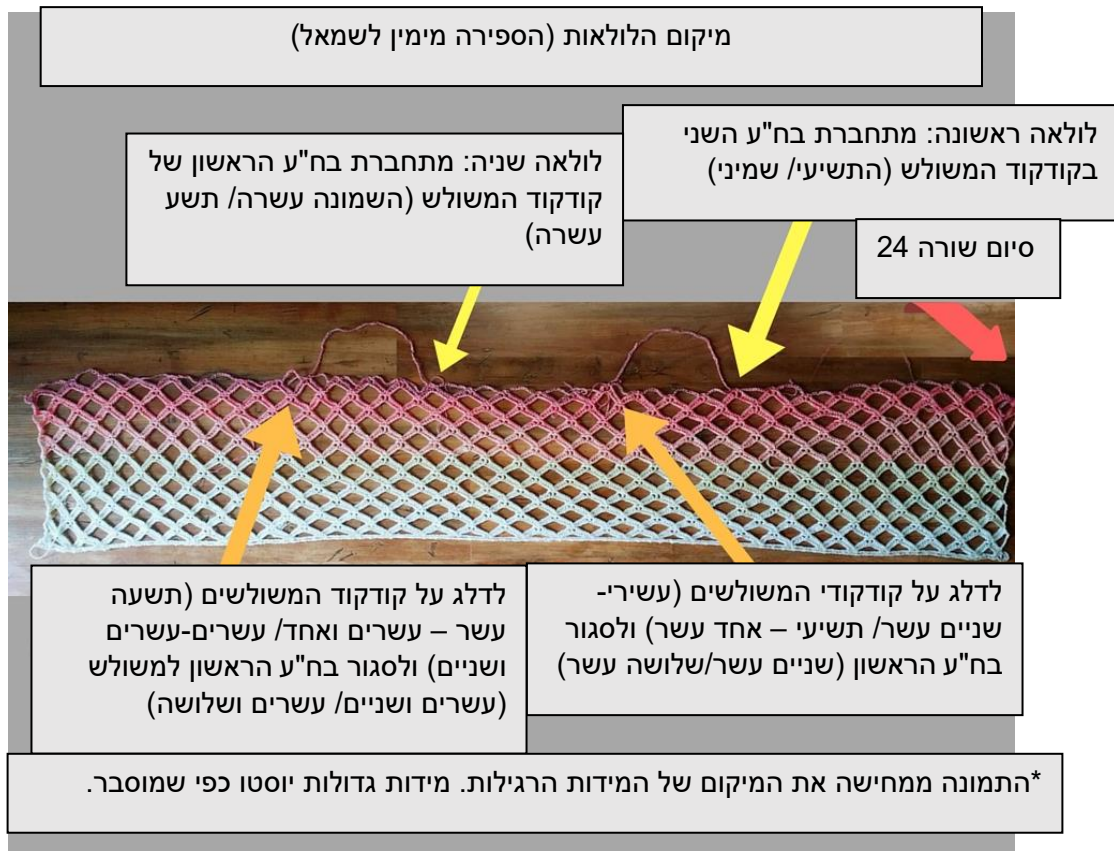 מיקום הלולאות (הספירה מימין לשמאל)
לולאה ראשונה: מתחברת בח"ע השני
בקודקוד המשולש (התשיעי/ שמיני)
לולאה שניה: מתחברת בח"ע הראשון של
קודקוד המשולש (השמונה עשרה/ תשע
עשרה)
סיום שורה 24
לדלג על קודקודי המשולשים (עשירי-
שניים עשר/ תשיעי – אחד עשר) ולסגור
בח"ע הראשון (שניים עשר/שלושה עשר)
לדלג על קודקוד המשולשים (תשעה
עשר – עשרים ואחד/ עשרים-עשרים
ושניים) ולסגור בח"ע הראשון למשולש
(עשרים ושניים/ עשרים ושלושה)
*התמונה ממחישה את המיקום של המידות הרגילות. מידות גדולות יוסטו כפי שמוסבר.